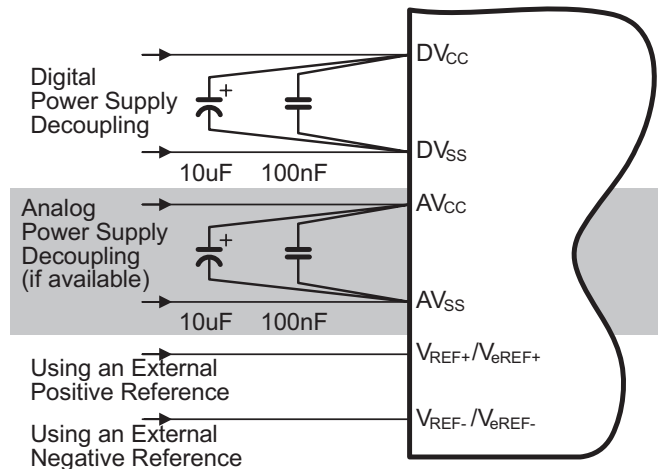 Digital
Power Supply
Decoupling
+
10uF 100nF
DVCC
DVSS
Analog
Power Supply
Decoupling
(if available)
+
10uF 100nF
AVCC
AVSS
Using an External
Positive Reference
VREF+/VeREF+
Using an External
Negative Reference
VREF-/VeREF-